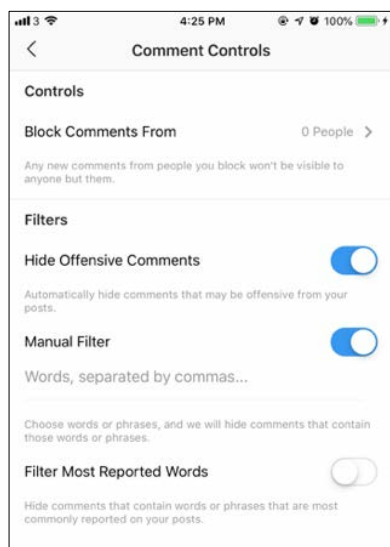 3 4:25 PM 100%
Comment Controls
Controls
Block Comments From 0 People
Any new comments from people you block won't be visible to
anyone but them.
Filters
Hide Offensive Comments
Automatically hide comments that may be offensive from your
posts.
Manual Filter
Words, separated by commas...
Choose words or phrases, and we will hide comments that contain
those words or phrases.
Filter Most Reported Words
Hide comments that contain words or phrases that are most
commonly reported on your posts.